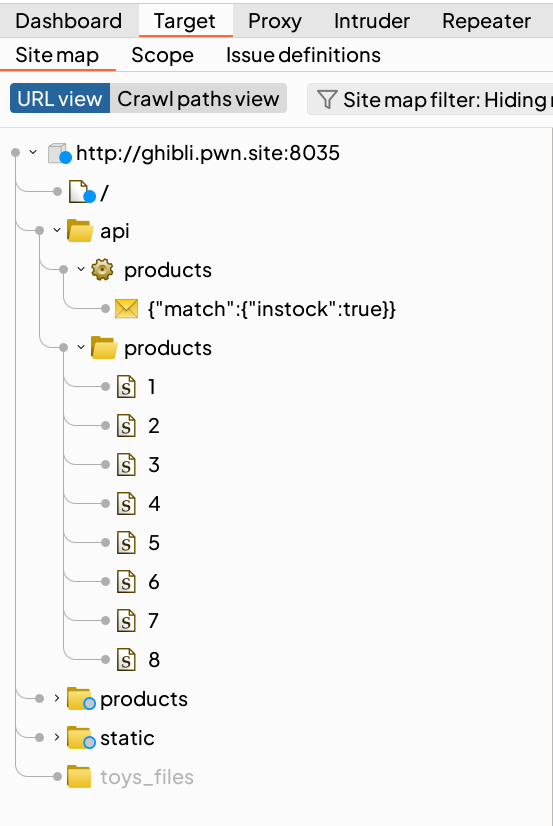 Dashboard Target Proxy Intruder Repeater
Site map Scope Issue definitions
URL view Crawl paths view Site map filter: Hiding
http://ghibli.pwn.site:8035
/
api
products
{"match":{"instock":true}}
products
1
2
3
4
5
6
7
8
products
static
toys_files